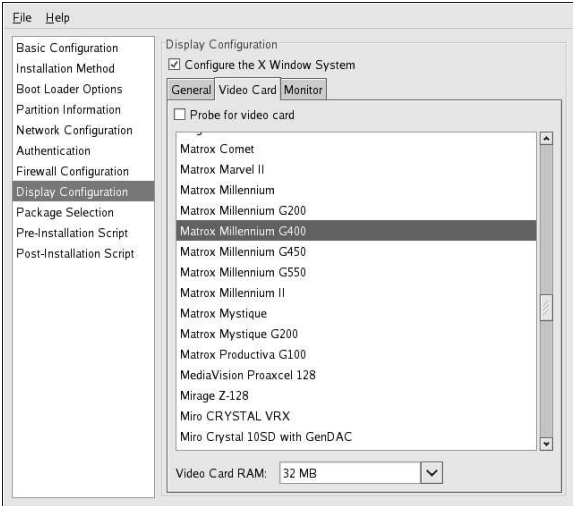 File Help
Basic Configuration
Installation Method
Boot Loader Options
Partition Information
Network Configuration
Authentication
Firewall Configuration
Display Configuration
Package Selection
Pre-Installation Script
Post-Installation Script
Display Configuration
Configure the X Window System
General Video Card Monitor
Probe for video card
Matrox Comet
Matrox Marvel II
Matrox Millennium
Matrox Millennium G200
Matrox Millennium G400
Matrox Millennium G450
Matrox Millennium G550
Matrox Millennium II
Matrox Mystique
Matrox Mystique G200
Matrox Productiva G100
MediaVision Proaxcel 128
Mirage Z-128
Miro CRYSTAL VRX
Miro Crystal 10SD with GenDAC
Video Card RAM: 32 MB